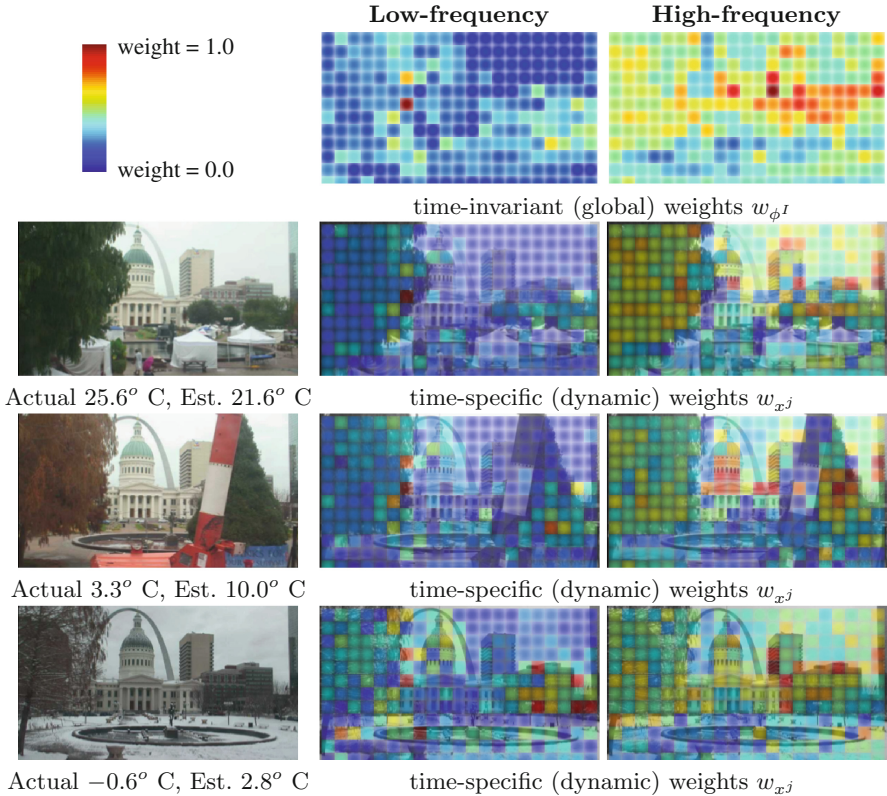 Low-frequency High-frequency
weight = 1.0
weight = 0.0
time-invariant (global) weights w_{ϕ^I}
Actual 25.6° C, Est. 21.6° C
time-specific (dynamic) weights w_{x^j}
Actual 3.3° C, Est. 10.0° C
time-specific (dynamic) weights w_{x^j}
Actual −0.6° C, Est. 2.8° C
time-specific (dynamic) weights w_{x^j}